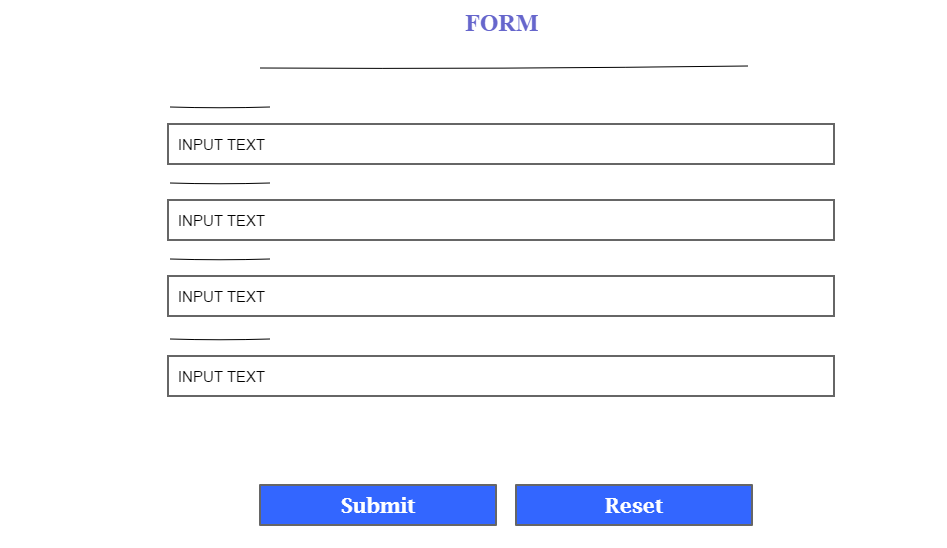 FORM
INPUT TEXT
INPUT TEXT
INPUT TEXT
INPUT TEXT
Submit Reset